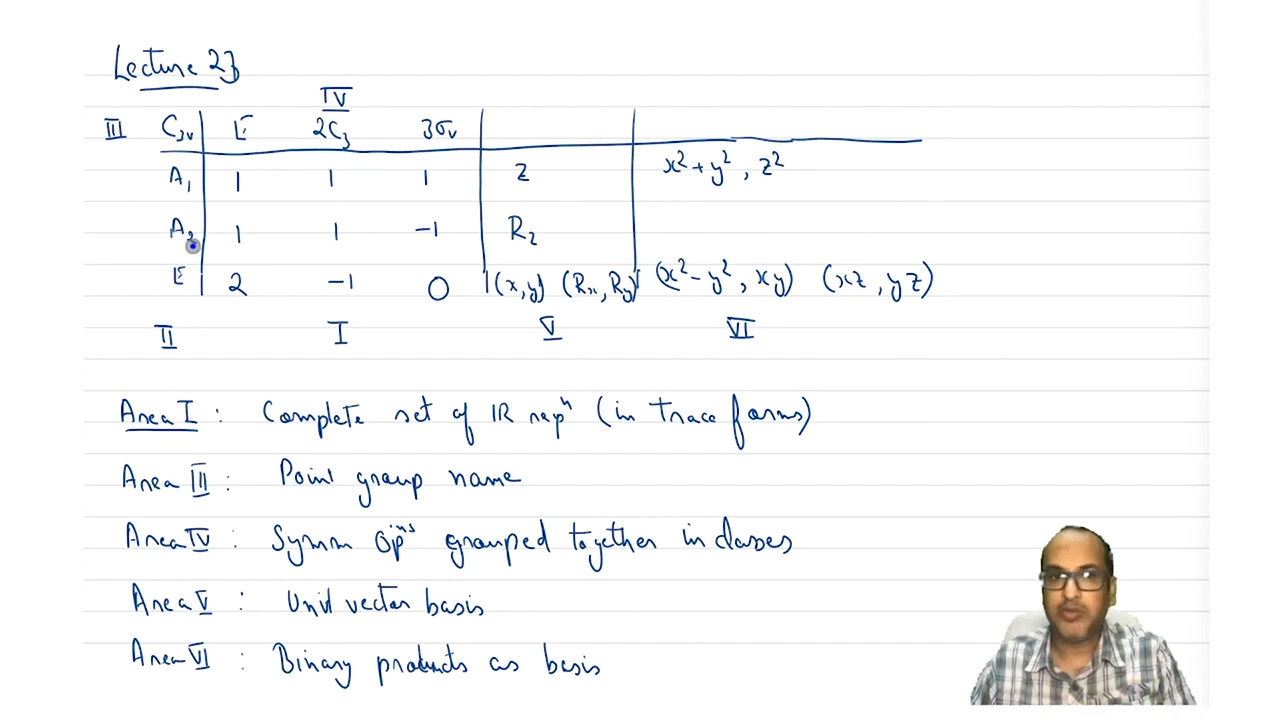 Lecture 23
IV
III C₃ᵥ E 2C₃ 3σᵥ
A₁ 1 1 1 z x²+y², z²
A₂ 1 1 -1 R₂
E 2 -1 0 (x,y) (Rₓ, Ry) (x²-y², xy) (xz, yz)
II I V VI
Area I : Complete set of IR repⁿ (in trace forms)
Area III : Point group name
Area IV : Symm opⁿˢ grouped together in classes
Area V : Unit vector basis
Area VI : Binary products as basis